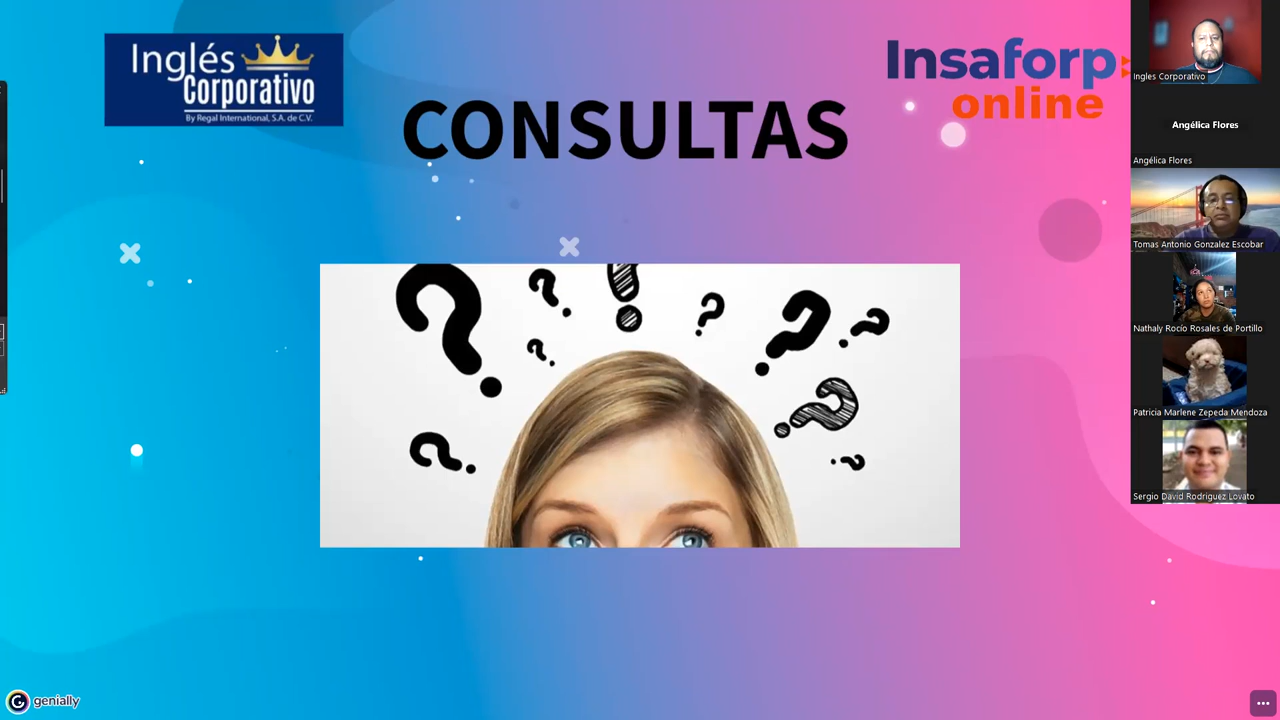 Inglés
Corporativo
By Regal International, S.A. de C.V.
CONSULTAS
Insaforp
online
Ingles Corporativo
Angélica Flores
Angélica Flores
Tomas Antonio Gonzalez Escobar
Nathaly Rocío Rosales de Portillo
Patricia Marlene Zepeda Mendoza
Sergio David Rodriguez Lovato
genially